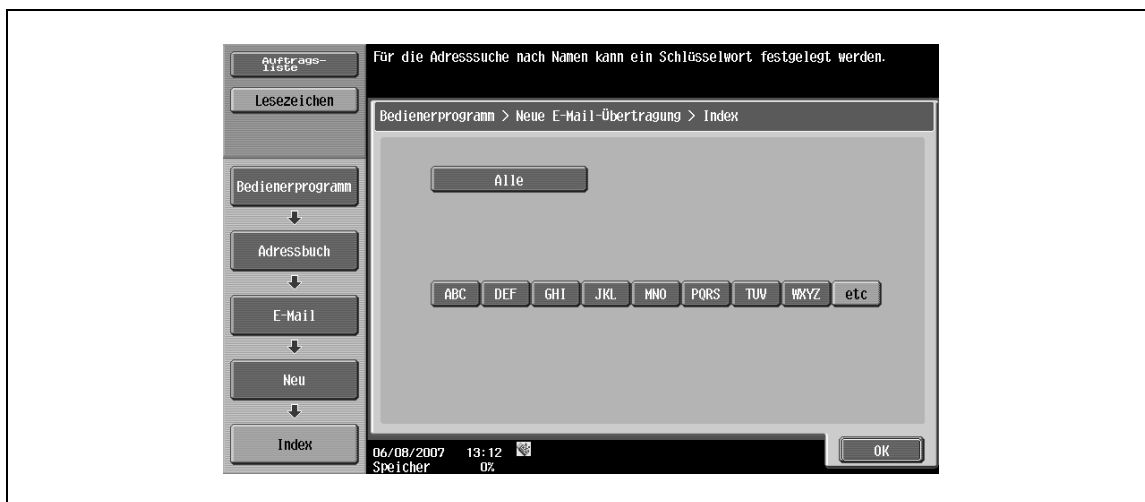 Auftrags-
liste
Lesezeichen
Bedienerprogramm
Adressbuch
E-Mail
Neu
Index
Für die Adresssuche nach Namen kann ein Schlüsselwort festgelegt werden.
Bedienerprogramm > Neue E-Mail-Übertragung > Index
Alle
ABC DEF GHI JKL MNO PQRS TUV WXYZ etc
06/08/2007 13:12
Speicher 0%
OK